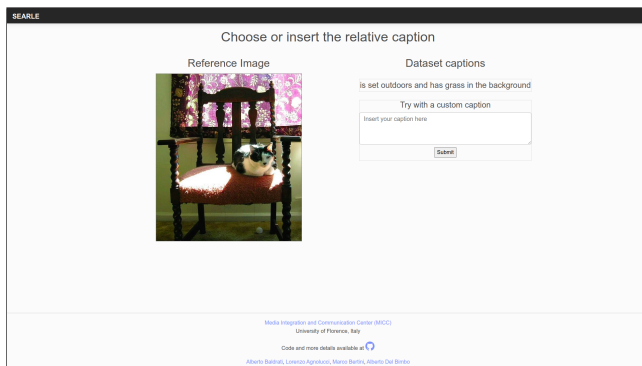 SEARLE
Choose or insert the relative caption
Reference Image
Dataset captions
is set outdoors and has grass in the background
Try with a custom caption
Insert your caption here
Submit
Media Integration and Communication Center (MICC)
University of Florence, Italy
Code and more details available at
Alberto Baldrati, Lorenzo Agnolucci, Marco Bertini, Alberto Del Bimbo